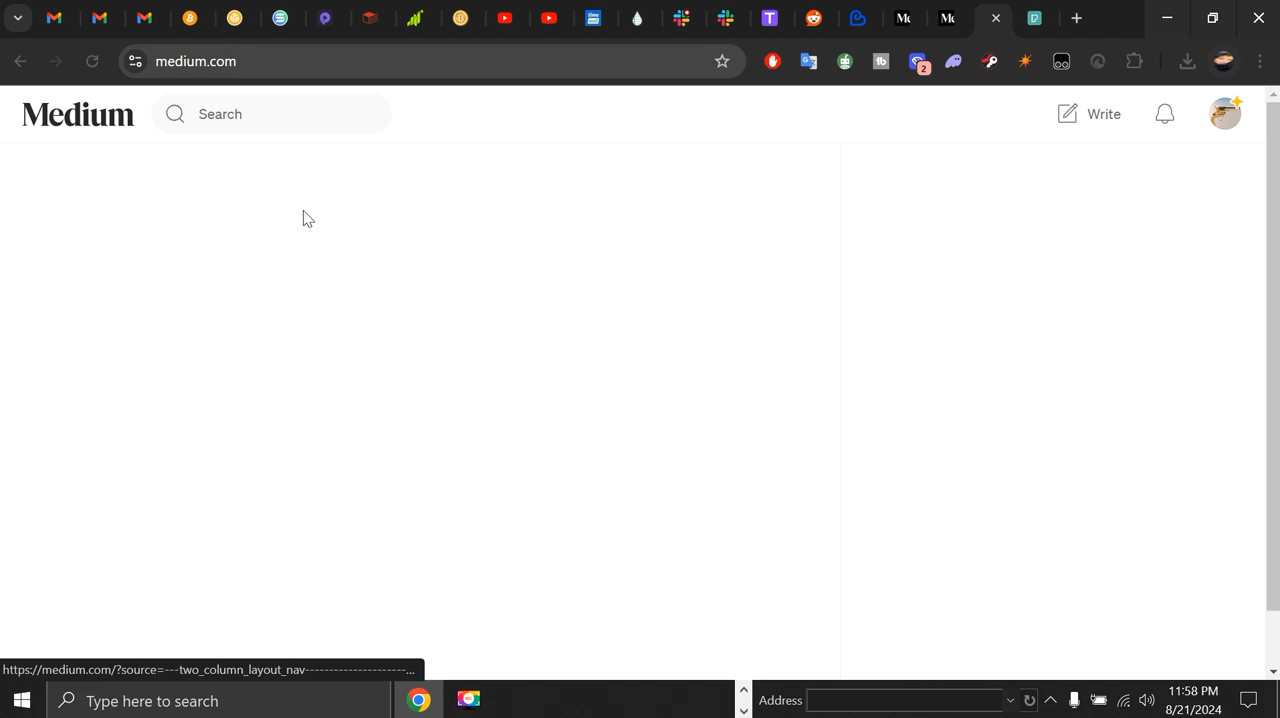 medium.com
2
Medium
Search
Write
https://medium.com/?source=---two_column_layout_nav----------------------...
Type here to search
Address
11:58 PM
8/21/2024